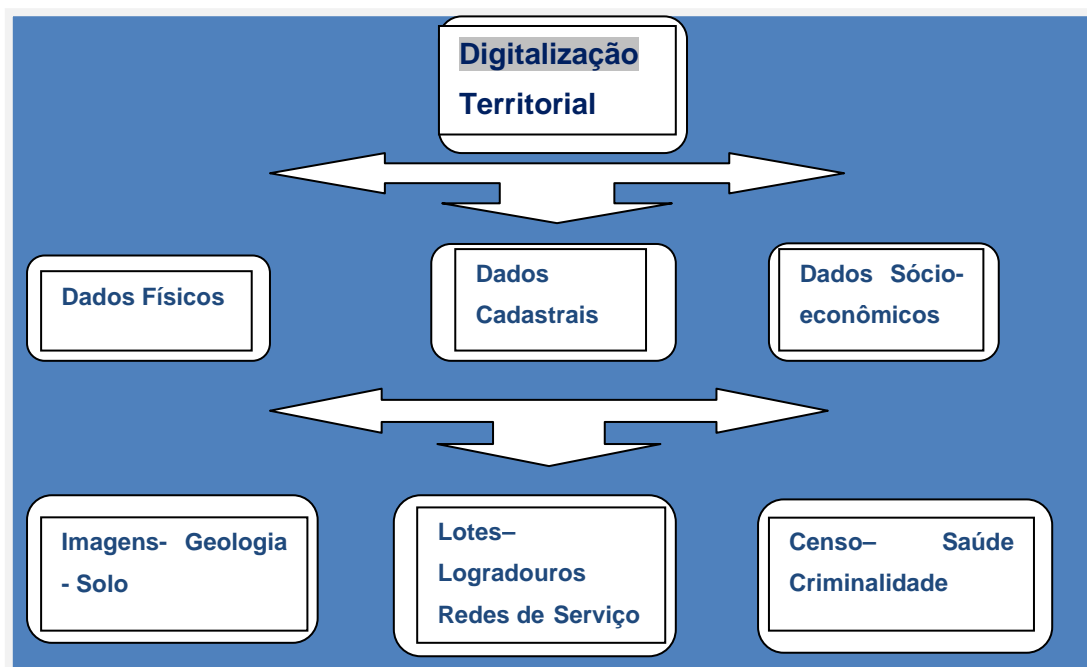 Digitalização
Territorial
Dados Físicos
Dados
Cadastrais
Dados Sócio-
econômicos
Imagens- Geologia
- Solo
Lotes–
Logradouros
Redes de Serviço
Censo– Saúde
Criminalidade